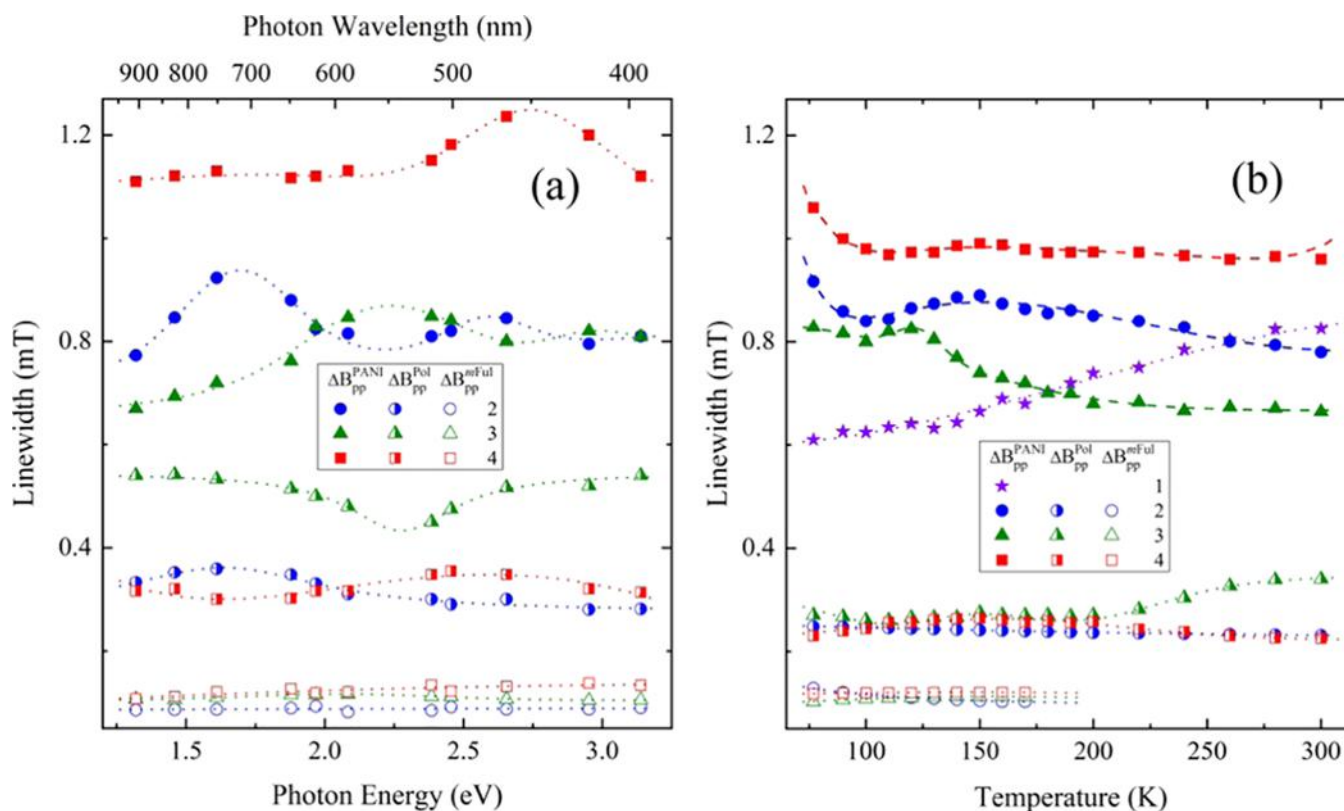 Photon Wavelength (nm)
900 800 700 600 500 400
1.2
0.8
0.4
Linewidth (mT)
(a)
ΔB_pp^PANI ΔB_pp^Pol ΔB_pp^mFul
2
3
4
1.5 2.0 2.5 3.0
Photon Energy (eV)
1.2
0.8
0.4
Linewidth (mT)
(b)
ΔB_pp^PANI ΔB_pp^Pol ΔB_pp^mFul
1
2
3
4
100 150 200 250 300
Temperature (K)